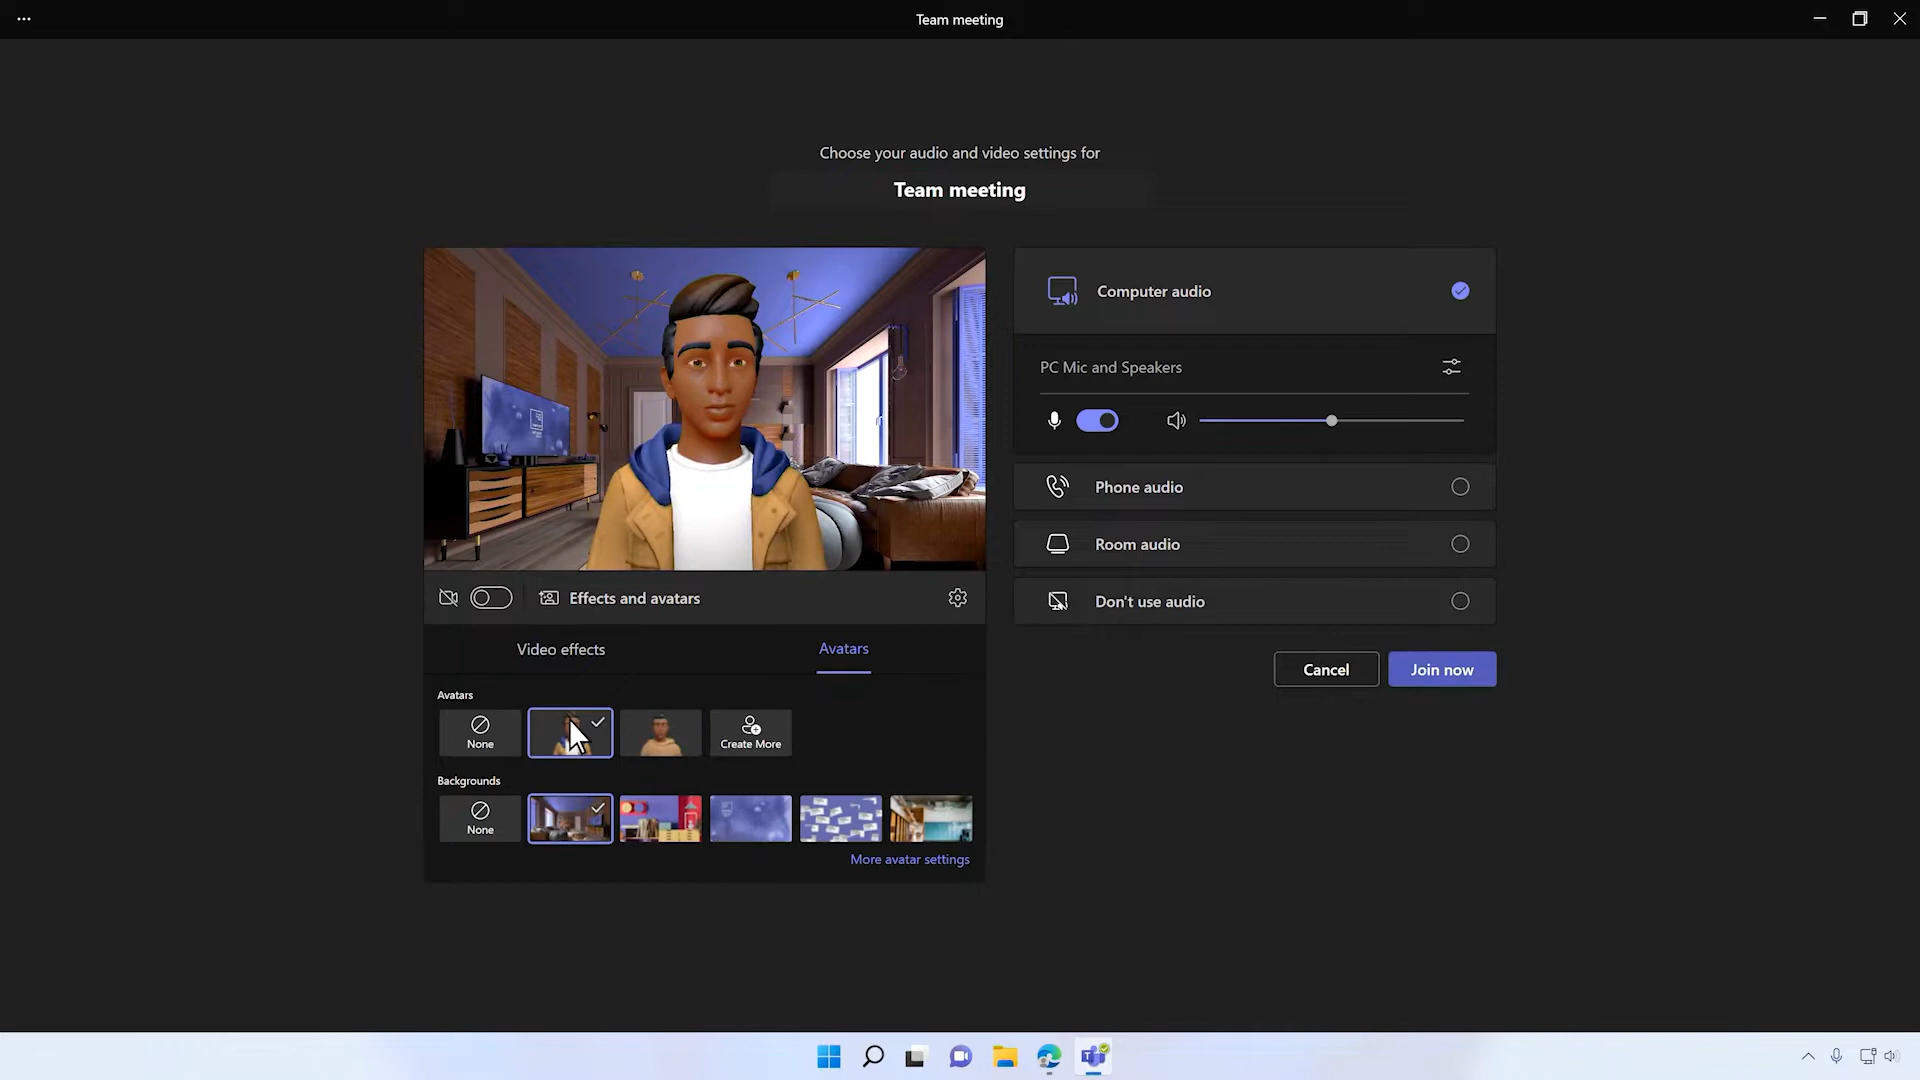 Team meeting
Choose your audio and video settings for
Team meeting
Computer audio
PC Mic and Speakers
Phone audio
Room audio
Don't use audio
Cancel
Join now
Effects and avatars
Video effects
Avatars
Avatars
None
Create More
Backgrounds
None
More avatar settings